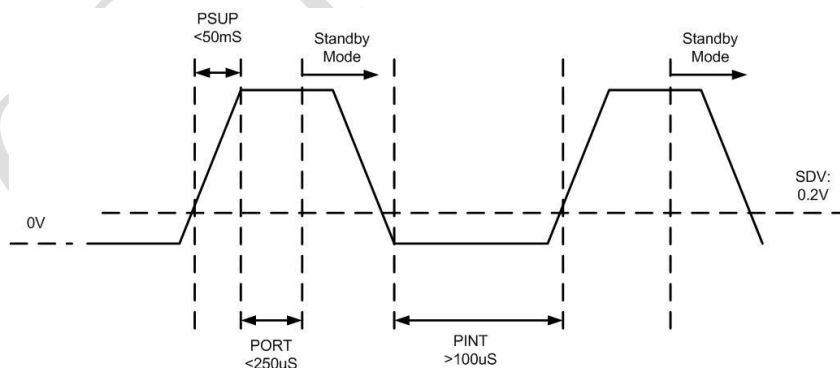 PSUP
<50mS
Standby
Mode
Standby
Mode
SDV:
0.2V
0V
PORT
<250uS
PINT
>100uS